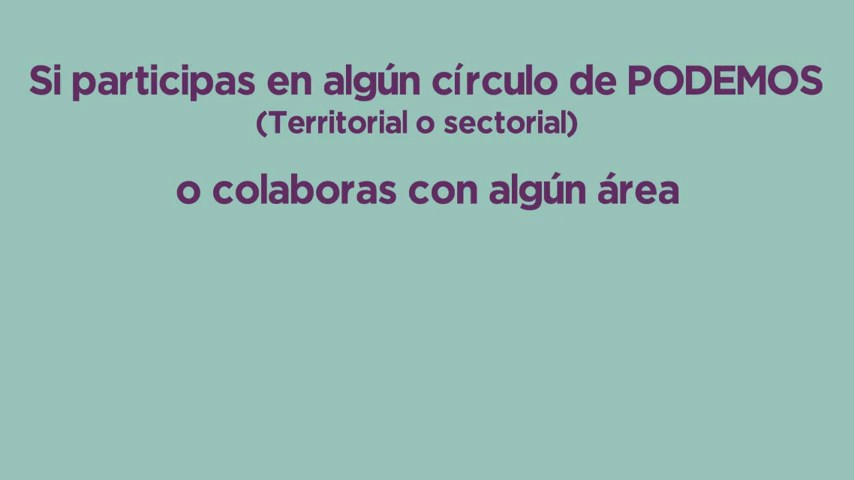 Si participas en algún círculo de PODEMOS
(Territorial o sectorial)
o colaboras con algún área